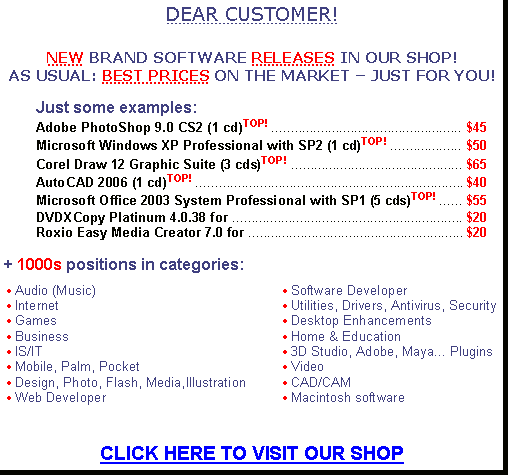 DEAR CUSTOMER!
NEW BRAND SOFTWARE RELEASES IN OUR SHOP!
AS USUAL: BEST PRICES ON THE MARKET – JUST FOR YOU!
Just some examples:
Adobe PhotoShop 9.0 CS2 (1 cd)TOP! ................................................ $45
Microsoft Windows XP Professional with SP2 (1 cd)TOP! .................. $50
Corel Draw 12 Graphic Suite (3 cds)TOP! ........................................... $65
AutoCAD 2006 (1 cd)TOP! ................................................................... $40
Microsoft Office 2003 System Professional with SP1 (5 cds)TOP! ...... $55
DVDXCopy Platinum 4.0.38 for .......................................................... $20
Roxio Easy Media Creator 7.0 for ....................................................... $20
+ 1000s positions in categories:
• Audio (Music)
• Internet
• Games
• Business
• IS/IT
• Mobile, Palm, Pocket
• Design, Photo, Flash, Media,Illustration
• Web Developer
• Software Developer
• Utilities, Drivers, Antivirus, Security
• Desktop Enhancements
• Home & Education
• 3D Studio, Adobe, Maya... Plugins
• Video
• CAD/CAM
• Macintosh software
CLICK HERE TO VISIT OUR SHOP